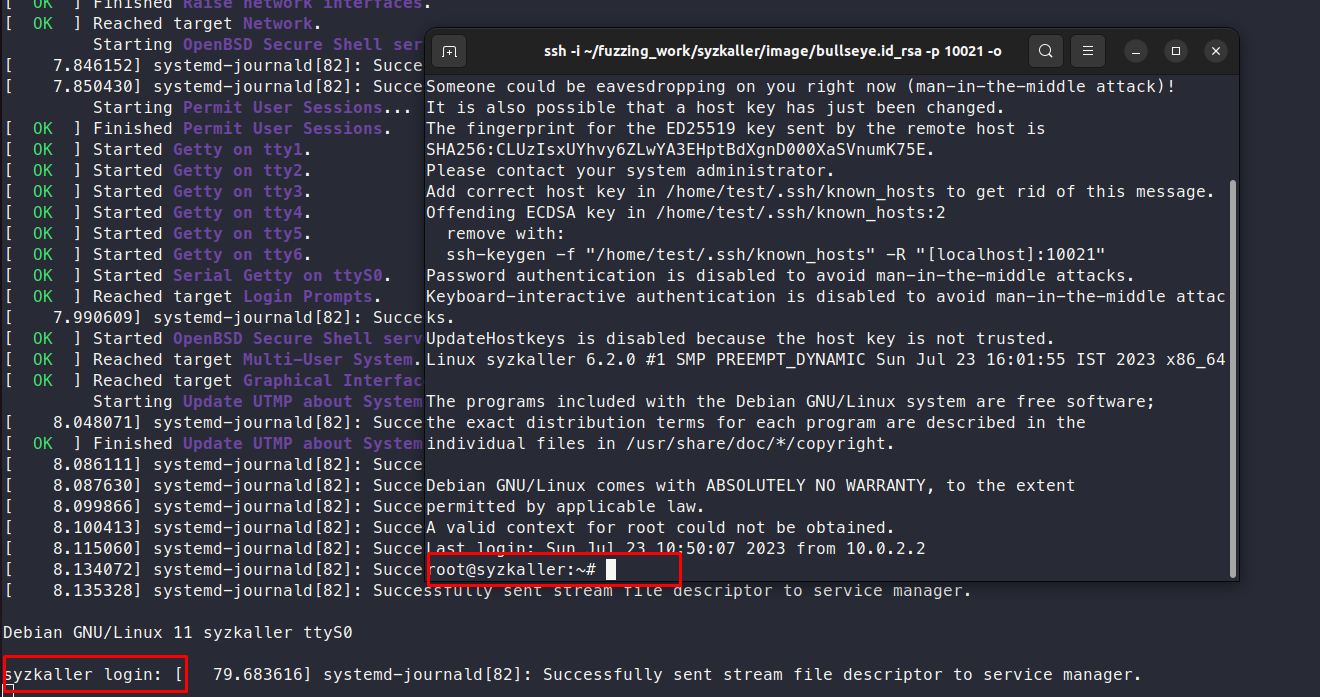 [  OK  ] Finished Raise network interfaces.
[  OK  ] Reached target Network.
         Starting OpenBSD Secure Shell ser
[    7.846152] systemd-journald[82]: Succe
[    7.850430] systemd-journald[82]: Succe
         Starting Permit User Sessions...
[  OK  ] Finished Permit User Sessions.
[  OK  ] Started Getty on tty1.
[  OK  ] Started Getty on tty2.
[  OK  ] Started Getty on tty3.
[  OK  ] Started Getty on tty4.
[  OK  ] Started Getty on tty5.
[  OK  ] Started Getty on tty6.
[  OK  ] Started Serial Getty on ttyS0.
[  OK  ] Reached target Login Prompts.
[    7.990609] systemd-journald[82]: Succe
[  OK  ] Started OpenBSD Secure Shell serv
[  OK  ] Reached target Multi-User System.
[  OK  ] Reached target Graphical Interfac
         Starting Update UTMP about System
[    8.048071] systemd-journald[82]: Succe
[  OK  ] Finished Update UTMP about System
[    8.086111] systemd-journald[82]: Succe
[    8.087630] systemd-journald[82]: Succe
[    8.099866] systemd-journald[82]: Succe
[    8.100413] systemd-journald[82]: Succe
[    8.115060] systemd-journald[82]: Succe
[    8.134072] systemd-journald[82]: Succe
[    8.135328] systemd-journald[82]: Successfully sent stream file descriptor to service manager.
Debian GNU/Linux 11 syzkaller ttyS0
syzkaller login: [   79.683616] systemd-journald[82]: Successfully sent stream file descriptor to service manager.
ssh -i ~/fuzzing_work/syzkaller/image/bullseye.id_rsa -p 10021 -o
Someone could be eavesdropping on you right now (man-in-the-middle attack)!
It is also possible that a host key has just been changed.
The fingerprint for the ED25519 key sent by the remote host is
SHA256:CLUzIsxUYhvy6ZLwYA3EHptBdXgnD000XaSVnumK75E.
Please contact your system administrator.
Add correct host key in /home/test/.ssh/known_hosts to get rid of this message.
Offending ECDSA key in /home/test/.ssh/known_hosts:2
  remove with:
  ssh-keygen -f "/home/test/.ssh/known_hosts" -R "[localhost]:10021"
Password authentication is disabled to avoid man-in-the-middle attacks.
Keyboard-interactive authentication is disabled to avoid man-in-the-middle attac
ks.
UpdateHostkeys is disabled because the host key is not trusted.
Linux syzkaller 6.2.0 #1 SMP PREEMPT_DYNAMIC Sun Jul 23 16:01:55 IST 2023 x86_64
The programs included with the Debian GNU/Linux system are free software;
the exact distribution terms for each program are described in the
individual files in /usr/share/doc/*/copyright.
Debian GNU/Linux comes with ABSOLUTELY NO WARRANTY, to the extent
permitted by applicable law.
A valid context for root could not be obtained.
Last login: Sun Jul 23 10:50:07 2023 from 10.0.2.2
root@syzkaller:~#